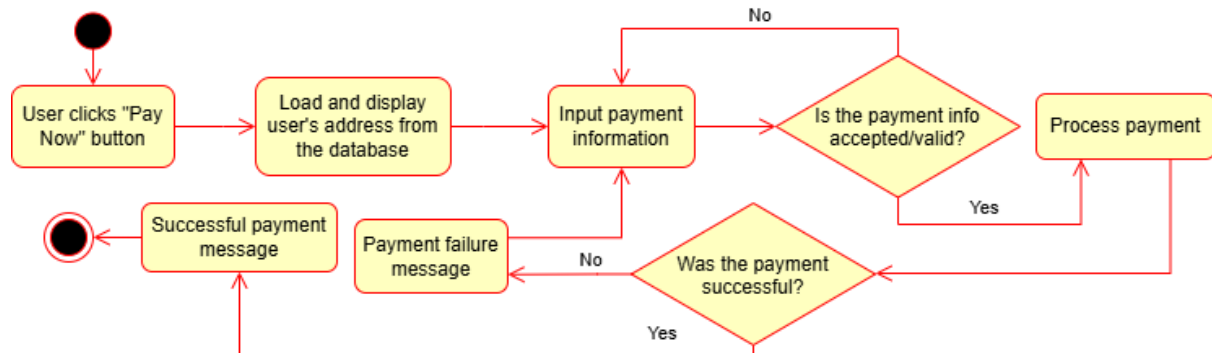 No
User clicks "Pay
Now" button
Load and display
user's address from
the database
Input payment
information
Is the payment info
accepted/valid?
Process payment
Yes
Successful payment
message
Payment failure
message
No
Was the payment
successful?
Yes